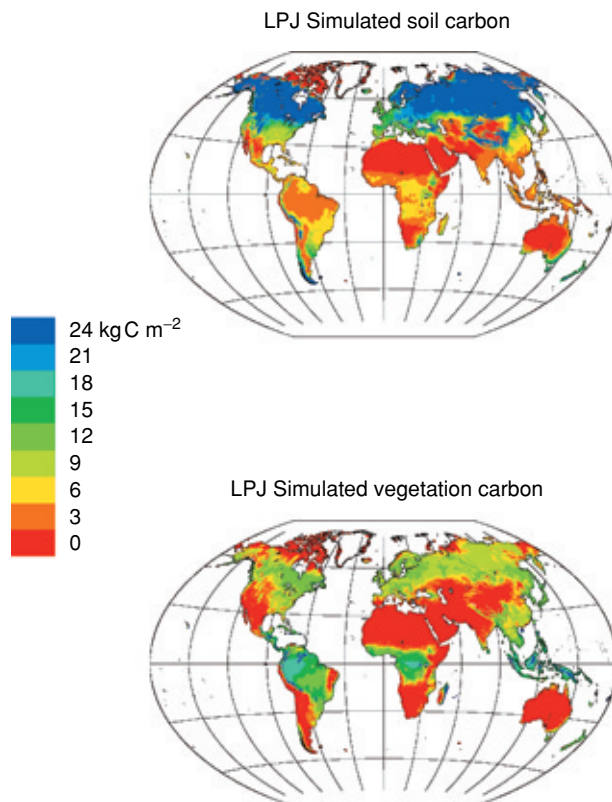 LPJ Simulated soil carbon
24 kg C m⁻²
21
18
15
12
9
6
3
0
LPJ Simulated vegetation carbon